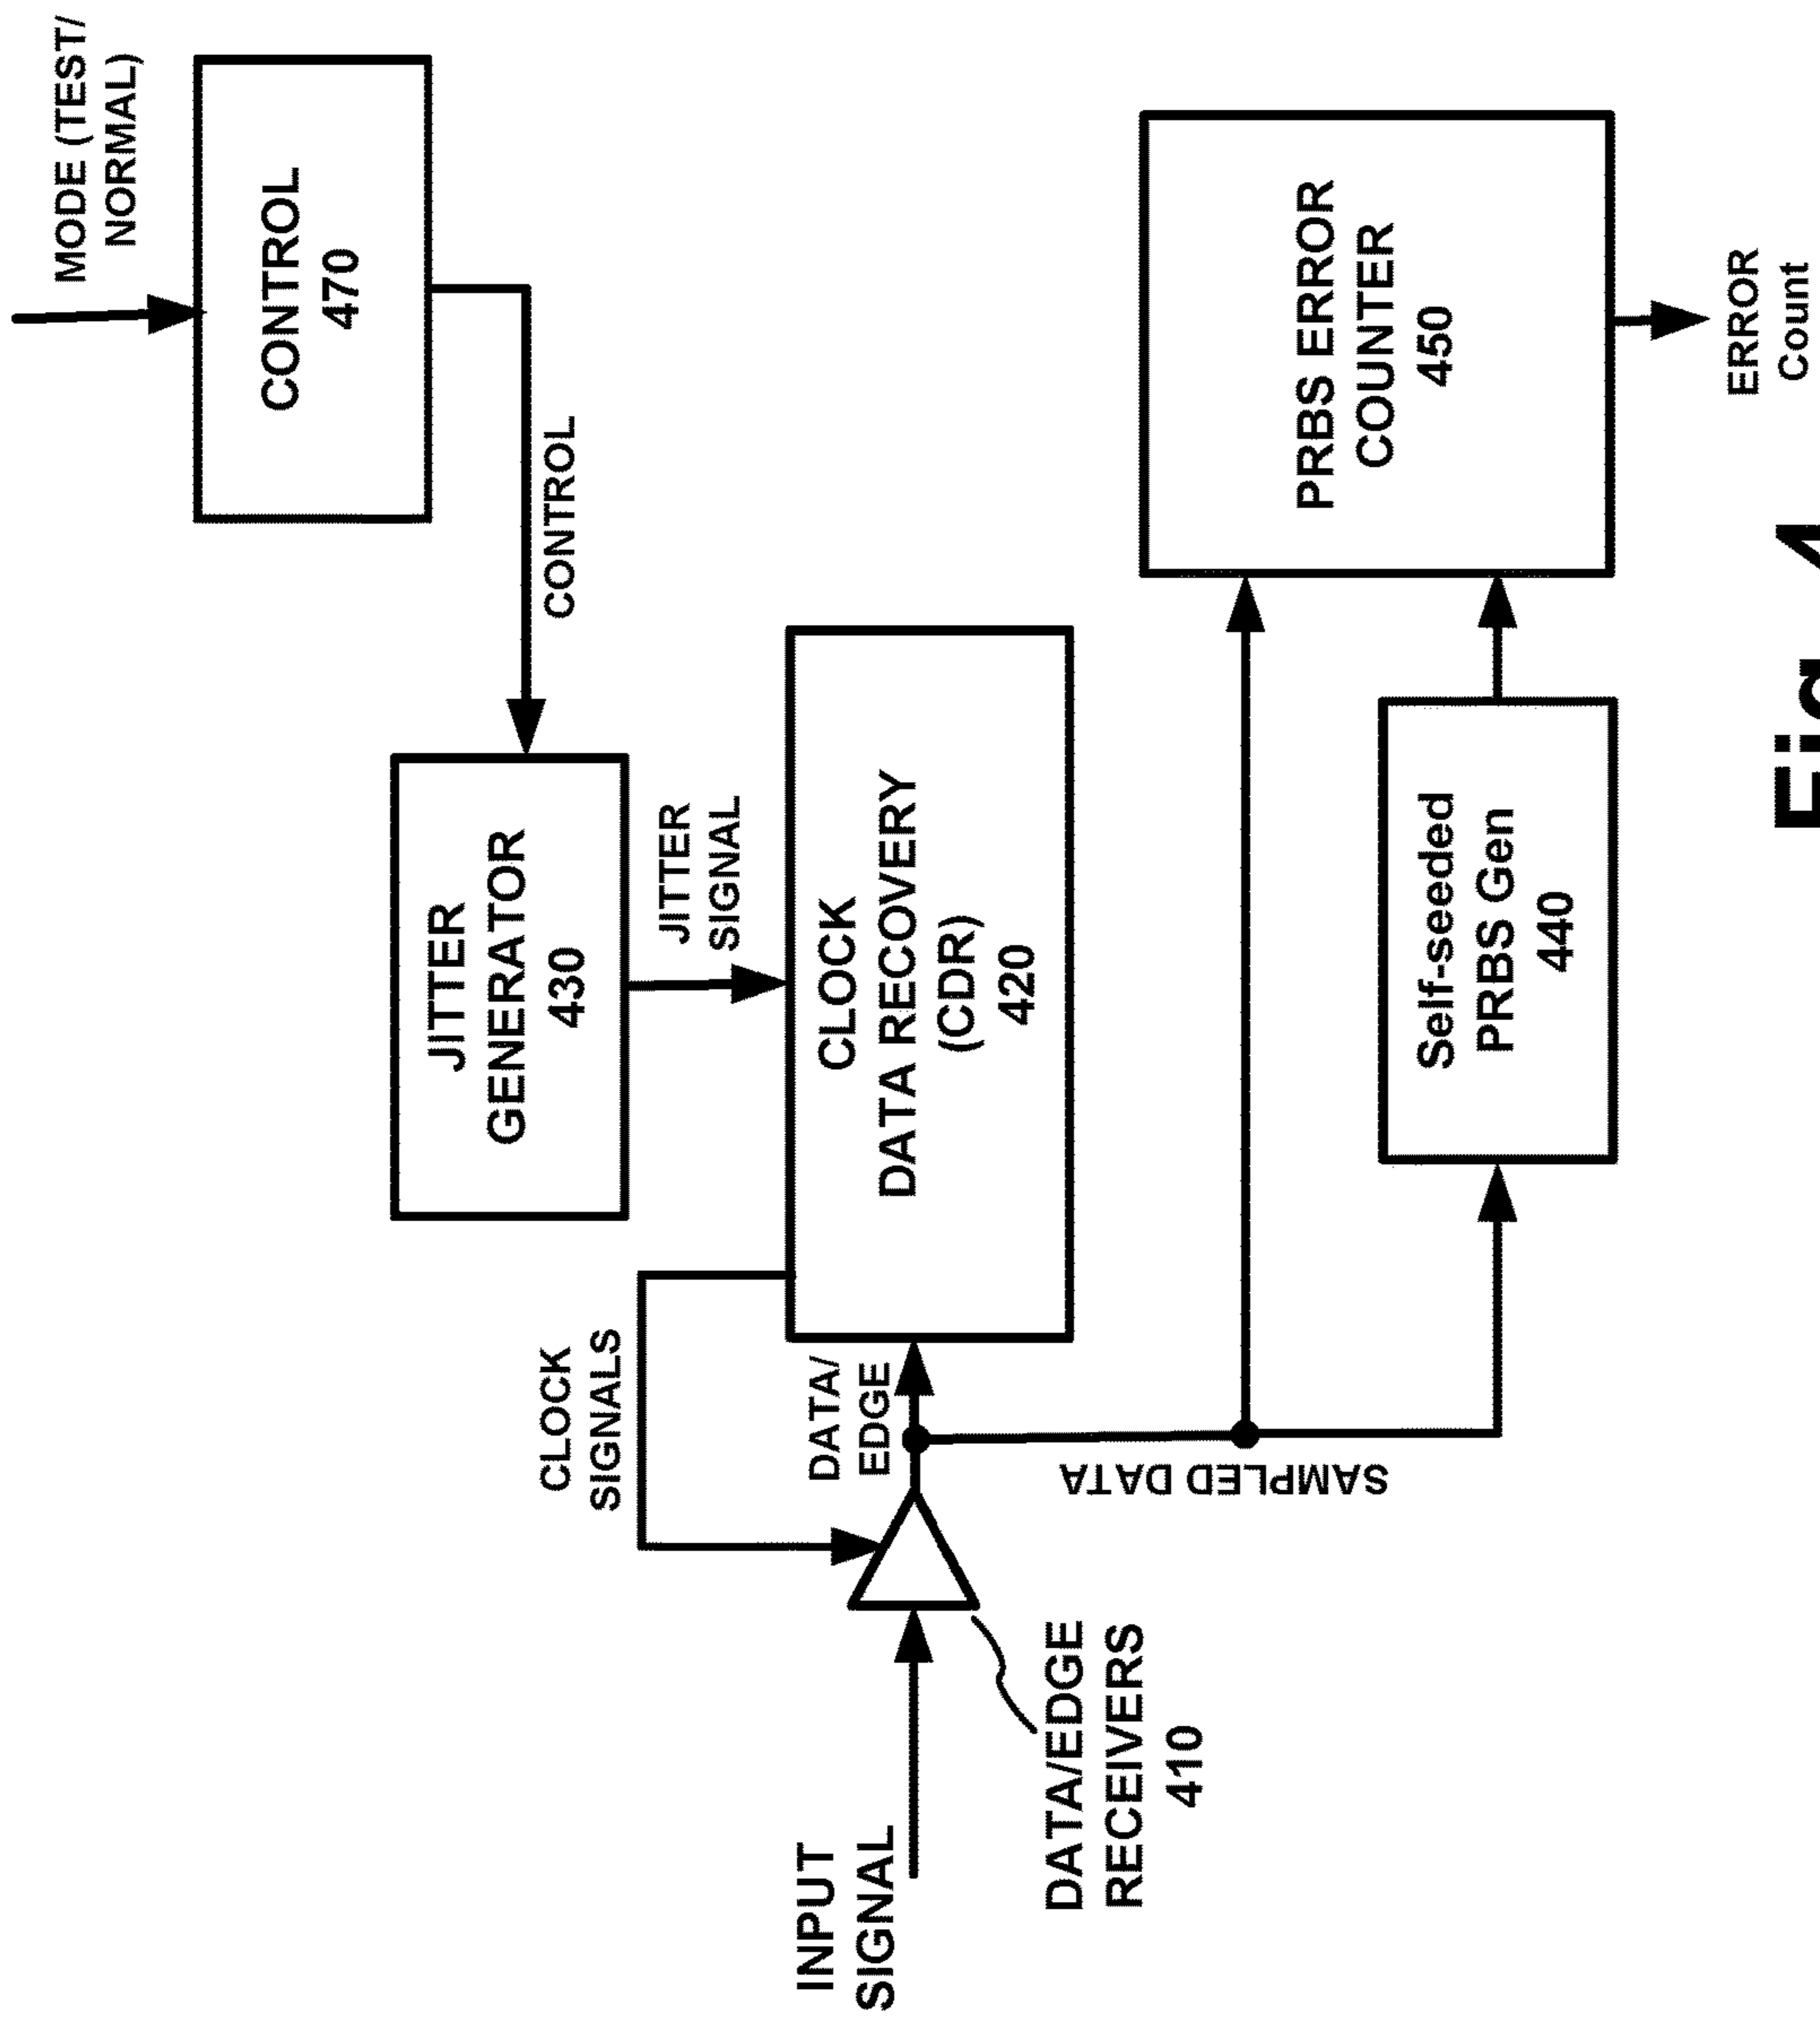 MODE (TEST/
NORMAL)
CONTROL
470
CONTROL
JITTER
GENERATOR
430
JITTER
SIGNAL
CLOCK
SIGNALS
CLOCK
DATA RECOVERY
(CDR)
420
DATA/
EDGE
INPUT
SIGNAL
DATA/EDGE
RECEIVERS
410
SAMPLED DATA
Self-seeded
PRBS Gen
440
PRBS ERROR
COUNTER
450
ERROR
Count